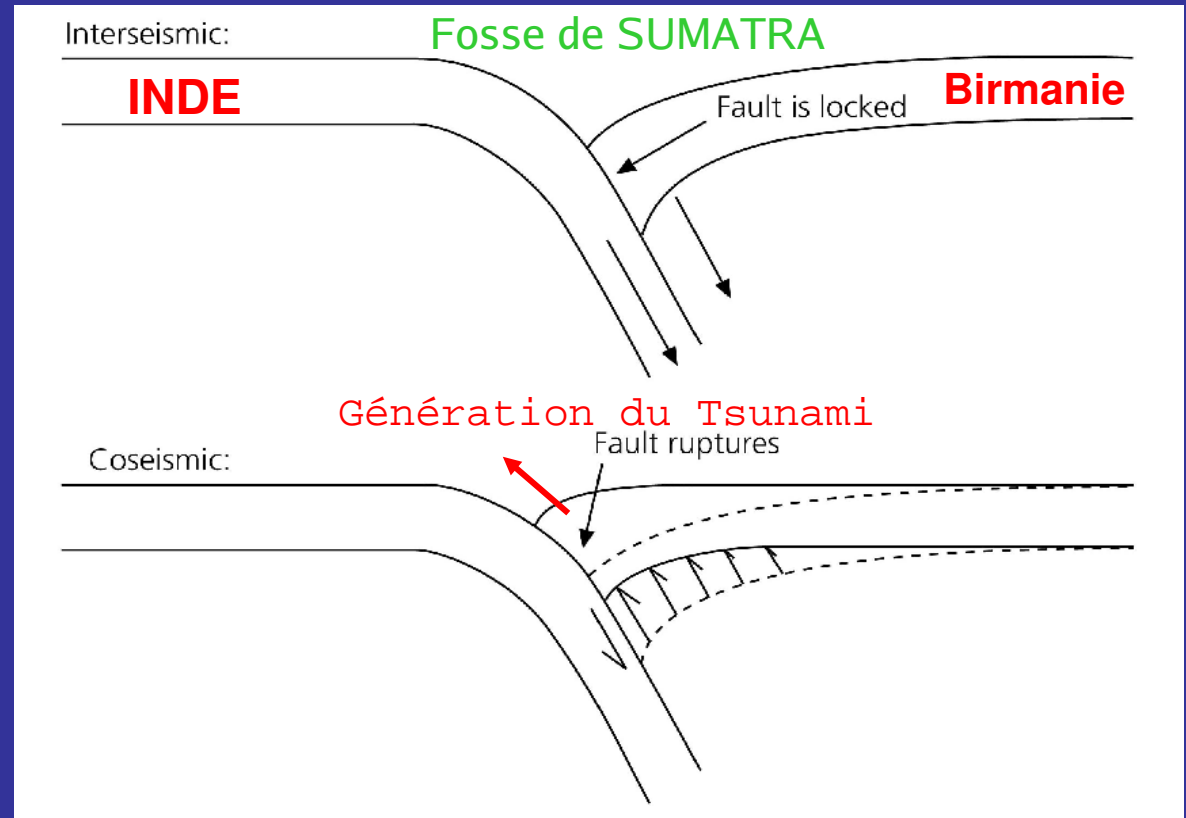 Interseismic:
Fosse de SUMATRA
INDE
Birmanie
Fault is locked
Génération du Tsunami
Fault ruptures
Coseismic: